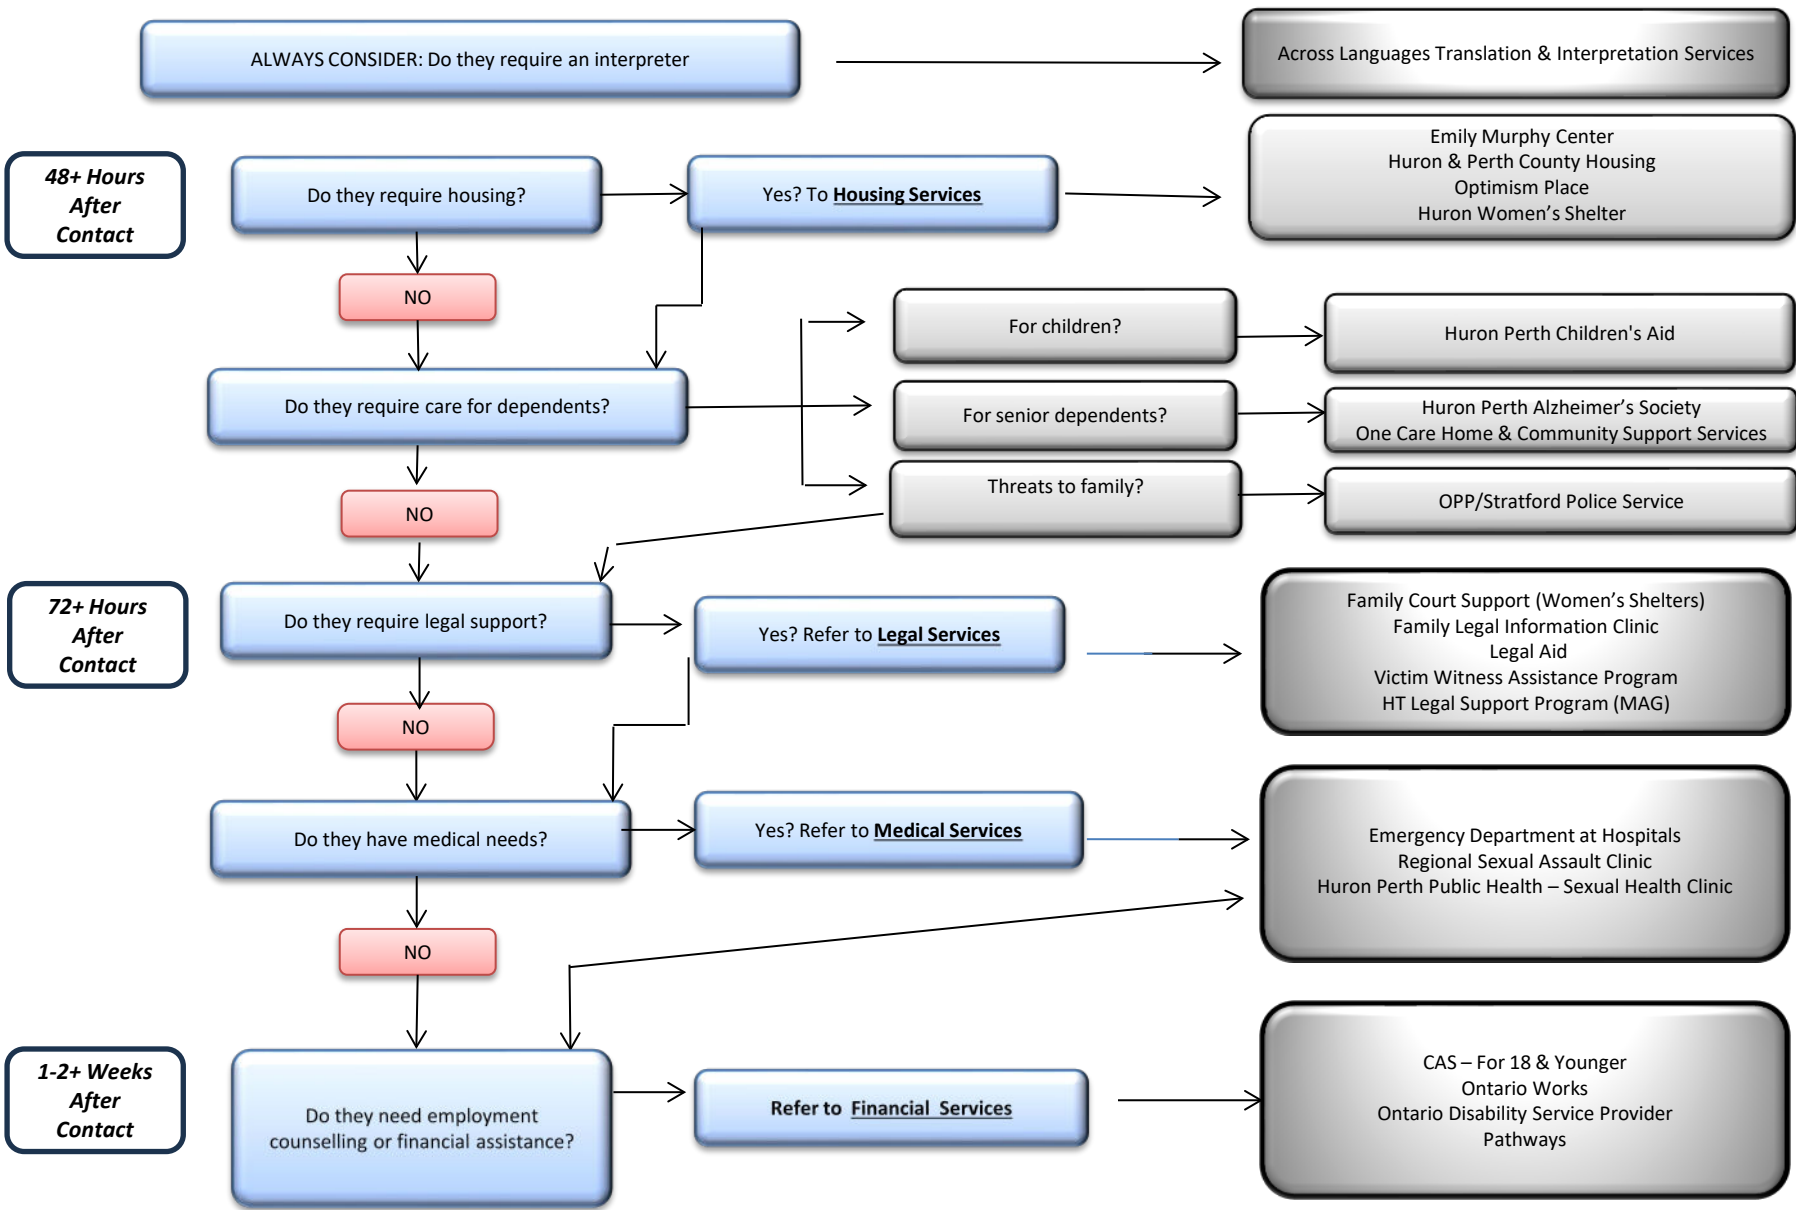 ALWAYS CONSIDER: Do they require an interpreter
Across Languages Translation & Interpretation Services
48+ Hours
After
Contact
Do they require housing?
Yes? To Housing Services
Emily Murphy Center
Huron & Perth County Housing
Optimism Place
Huron Women’s Shelter
NO
For children?
Huron Perth Children's Aid
Do they require care for dependents?
For senior dependents?
Huron Perth Alzheimer’s Society
One Care Home & Community Support Services
Threats to family?
OPP/Stratford Police Service
NO
72+ Hours
After
Contact
Do they require legal support?
Yes? Refer to Legal Services
Family Court Support (Women’s Shelters)
Family Legal Information Clinic
Legal Aid
Victim Witness Assistance Program
HT Legal Support Program (MAG)
NO
Do they have medical needs?
Yes? Refer to Medical Services
Emergency Department at Hospitals
Regional Sexual Assault Clinic
Huron Perth Public Health – Sexual Health Clinic
NO
1-2+ Weeks
After
Contact
Do they need employment
counselling or financial assistance?
Refer to Financial Services
CAS – For 18 & Younger
Ontario Works
Ontario Disability Service Provider
Pathways